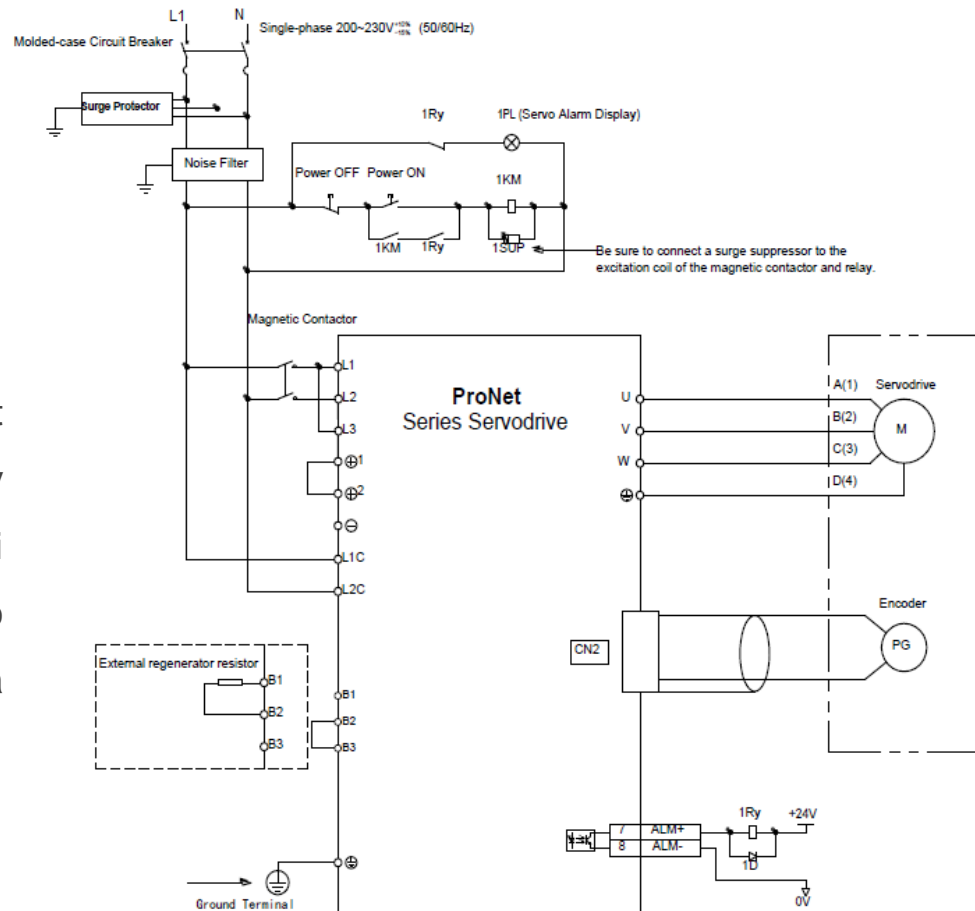 L1
N
Single-phase 200~230V+10%-15% (50/60Hz)
Molded-case Circuit Breaker
Surge Protector
1Ry
1PL (Servo Alarm Display)
Noise Filter
Power OFF
Power ON
1KM
1KM
1Ry
1SUP
Be sure to connect a surge suppressor to the
excitation coil of the magnetic contactor and relay.
Magnetic Contactor
L1
L2
L3
⊕1
⊕2
⊖
L1C
L2C
ProNet
Series Servodrive
U
V
W
A(1)
B(2)
C(3)
D(4)
Servodrive
M
Encoder
PG
CN2
External regenerator resistor
B1
B2
B3
B1
B2
B3
7 ALM+
8 ALM-
1Ry
+24V
1D
0V
Ground Terminal